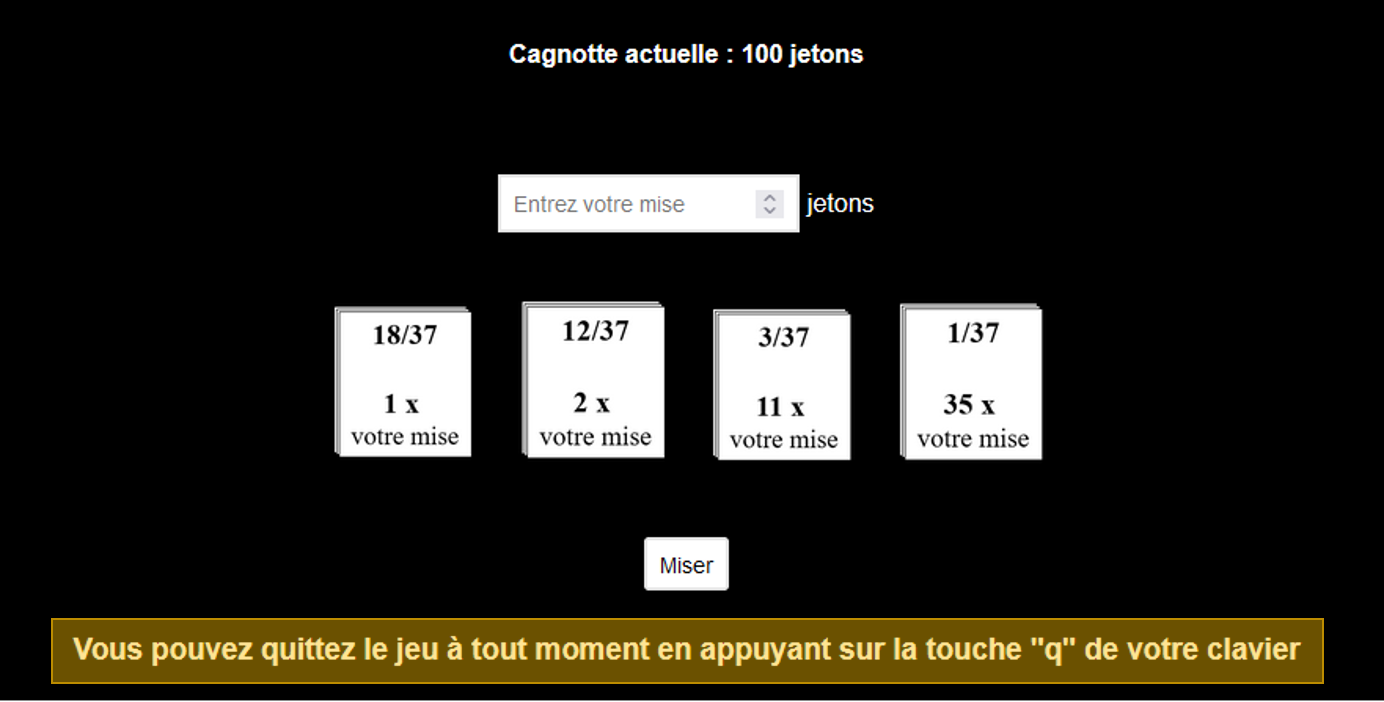 Cagnotte actuelle : 100 jetons
Entrez votre mise jetons
18/37
1 x
votre mise
12/37
2 x
votre mise
3/37
11 x
votre mise
1/37
35 x
votre mise
Miser
Vous pouvez quittez le jeu à tout moment en appuyant sur la touche "q" de votre clavier